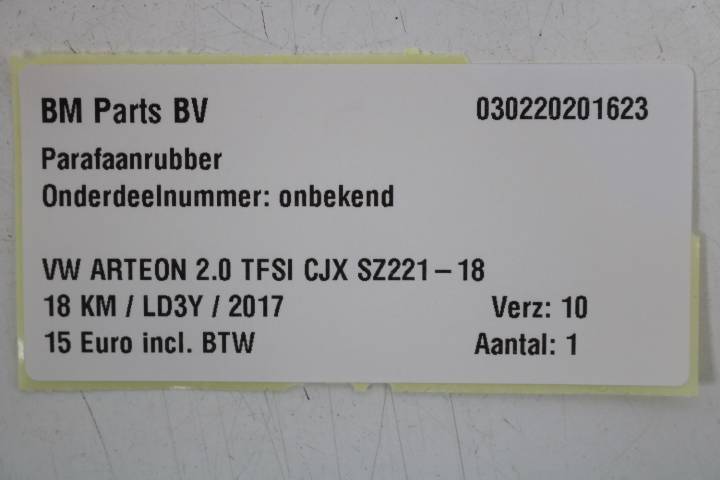 BM Parts BV 030220201623
Parafaanrubber
Onderdeelnummer: onbekend
VW ARTEON 2.0 TFSI CJX SZ221-18
18 KM / LD3Y / 2017 Verz: 10
15 Euro incl. BTW Aantal: 1